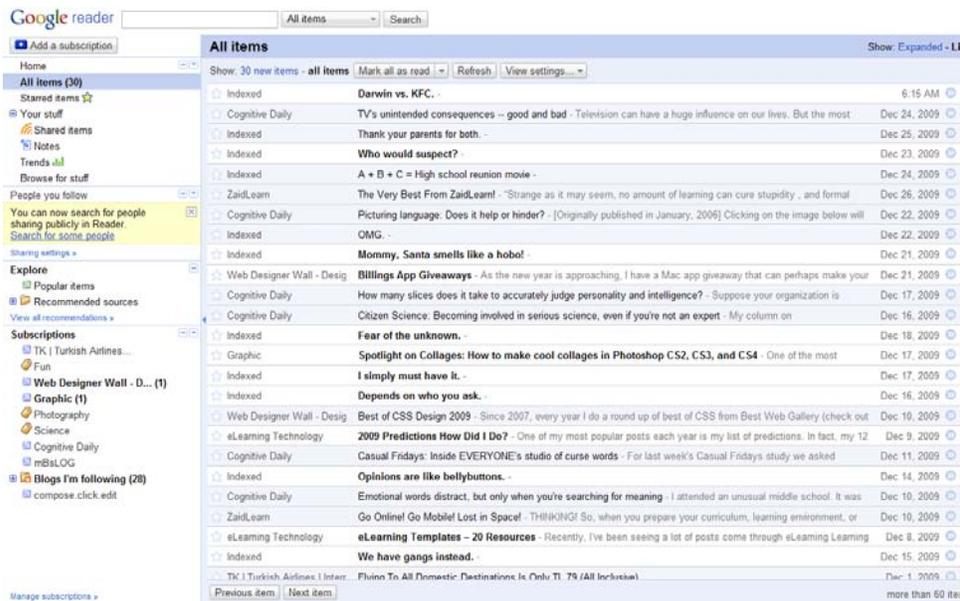 Google reader
All items
Search
Add a subscription
Home
All items (30)
Starred items
Your stuff
Shared items
Notes
Trends
Browse for stuff
People you follow
You can now search for people
sharing publicly in Reader.
Search for some people
Sharing settings »
Explore
Popular items
Recommended sources
View all recommendations »
Subscriptions
TK | Turkish Airlines...
Fun
Web Designer Wall - D... (1)
Graphic (1)
Photography
Science
Cognitive Daily
mBsLOG
Blogs I'm following (28)
compose.click.edit
Manage subscriptions »
All items
Show: Expanded - Li
Show: 30 new items - all items Mark all as read Refresh View settings...
Indexed Darwin vs. KFC. - 6:15 AM
Cognitive Daily TV's unintended consequences -- good and bad - Television can have a huge influence on our lives. But the most Dec 24, 2009
Indexed Thank your parents for both. - Dec 25, 2009
Indexed Who would suspect? - Dec 23, 2009
Indexed A + B + C = High school reunion movie - Dec 24, 2009
ZaidLearn The Very Best From ZaidLearn! - "Strange as it may seem, no amount of learning can cure stupidity , and formal Dec 26, 2009
Cognitive Daily Picturing language: Does it help or hinder? - [Originally published in January, 2006] Clicking on the image below will Dec 22, 2009
Indexed OMG. - Dec 22, 2009
Indexed Mommy, Santa smells like a hobo! - Dec 21, 2009
Web Designer Wall - Desig Billings App Giveaways - As the new year is approaching, I have a Mac app giveaway that can perhaps make your Dec 21, 2009
Cognitive Daily How many slices does it take to accurately judge personality and intelligence? - Suppose your organization is Dec 17, 2009
Cognitive Daily Citizen Science: Becoming involved in serious science, even if you're not an expert - My column on Dec 16, 2009
Indexed Fear of the unknown. - Dec 18, 2009
Graphic Spotlight on Collages: How to make cool collages in Photoshop CS2, CS3, and CS4 - One of the most Dec 17, 2009
Indexed I simply must have it. - Dec 17, 2009
Indexed Depends on who you ask. - Dec 16, 2009
Web Designer Wall - Desig Best of CSS Design 2009 - Since 2007, every year I do a round up of best of CSS from Best Web Gallery (check out Dec 10, 2009
eLearning Technology 2009 Predictions How Did I Do? - One of my most popular posts each year is my list of predictions. In fact, my 12 Dec 9, 2009
Cognitive Daily Casual Fridays: Inside EVERYONE's studio of curse words - For last week's Casual Fridays study we asked Dec 11, 2009
Indexed Opinions are like bellybuttons. - Dec 14, 2009
Cognitive Daily Emotional words distract, but only when you're searching for meaning - I attended an unusual middle school. It was Dec 10, 2009
ZaidLearn Go Online! Go Mobile! Lost in Space! - THINKING! So, when you prepare your curriculum, learning environment, or Dec 10, 2009
eLearning Technology eLearning Templates – 20 Resources - Recently, I've been seeing a lot of posts come through eLearning Learning Dec 8, 2009
Indexed We have gangs instead. - Dec 15, 2009
TK | Turkish Airlines | Interr Flying To All Domestic Destinations Is Only TL 79 (All Inclusive) Dec 1, 2009
Previous item Next item more than 60 ite